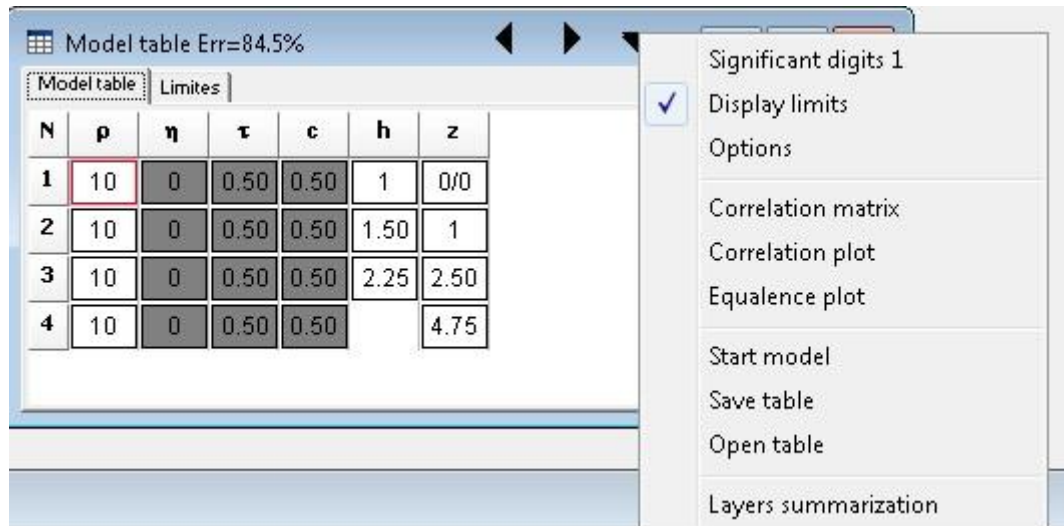 Model table Err=84.5%
Model table Limites
N ρ η τ c h z
1 10 0 0.50 0.50 1 0/0
2 10 0 0.50 0.50 1.50 1
3 10 0 0.50 0.50 2.25 2.50
4 10 0 0.50 0.50 4.75
Significant digits 1
Display limits
Options
Correlation matrix
Correlation plot
Equalence plot
Start model
Save table
Open table
Layers summarization